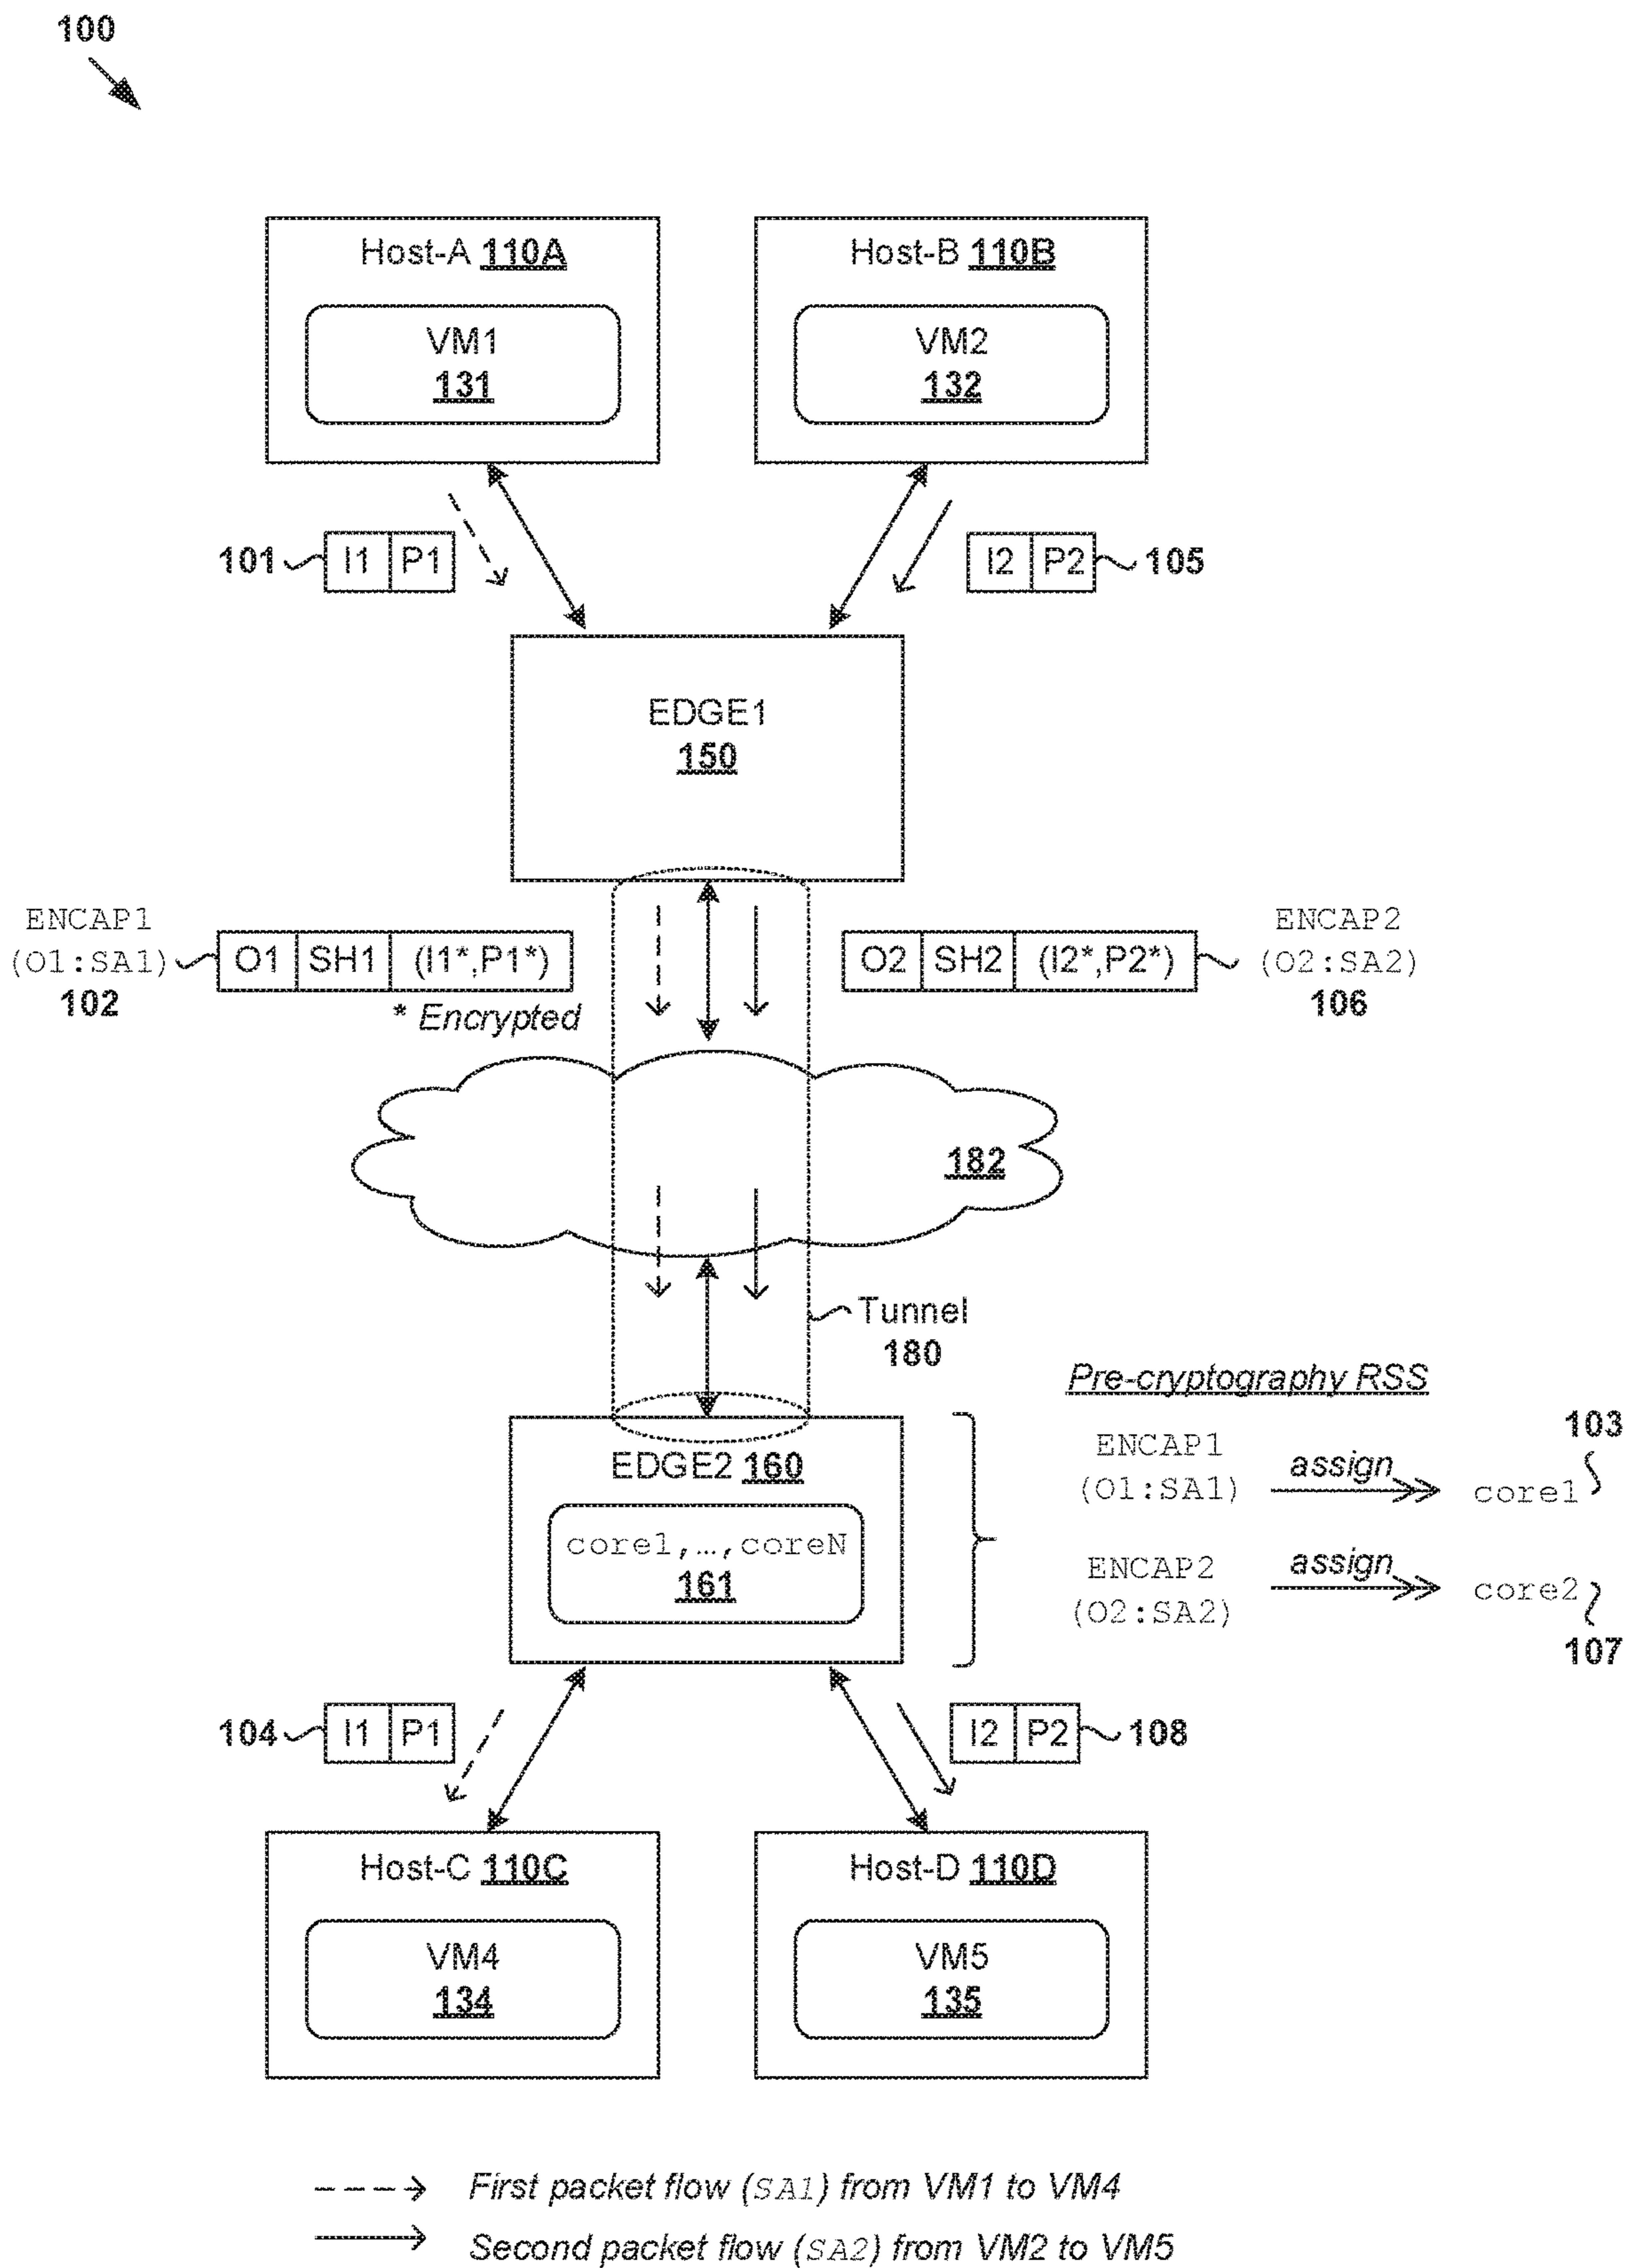 100
Host-A 110A
VM1
131
Host-B 110B
VM2
132
101
I1 P1
I2 P2
105
EDGE1
150
ENCAP1
(O1:SA1)
102
O1 SH1 (I1*,P1*)
* Encrypted
O2 SH2 (I2*,P2*)
ENCAP2
(O2:SA2)
106
182
Tunnel
180
EDGE2 160
core1,…,coreN
161
Pre-cryptography RSS
103
ENCAP1
(O1:SA1)
assign
core1
ENCAP2
(O2:SA2)
assign
core2
107
104
I1 P1
I2 P2
108
Host-C 110C
VM4
134
Host-D 110D
VM5
135
First packet flow (SA1) from VM1 to VM4
Second packet flow (SA2) from VM2 to VM5